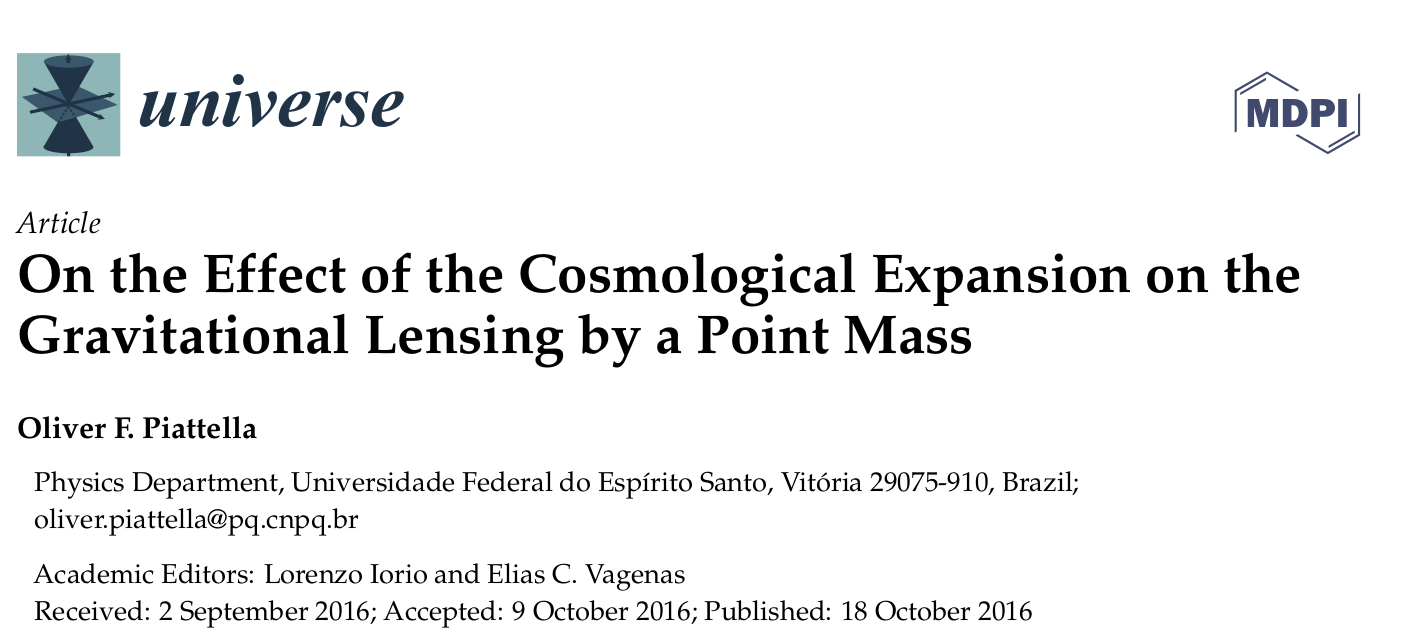 universe
MDPI
Article
On the Effect of the Cosmological Expansion on the
Gravitational Lensing by a Point Mass
Oliver F. Piattella
Physics Department, Universidade Federal do Espírito Santo, Vitória 29075-910, Brazil;
oliver.piattella@pq.cnpq.br
Academic Editors: Lorenzo Iorio and Elias C. Vagenas
Received: 2 September 2016; Accepted: 9 October 2016; Published: 18 October 2016